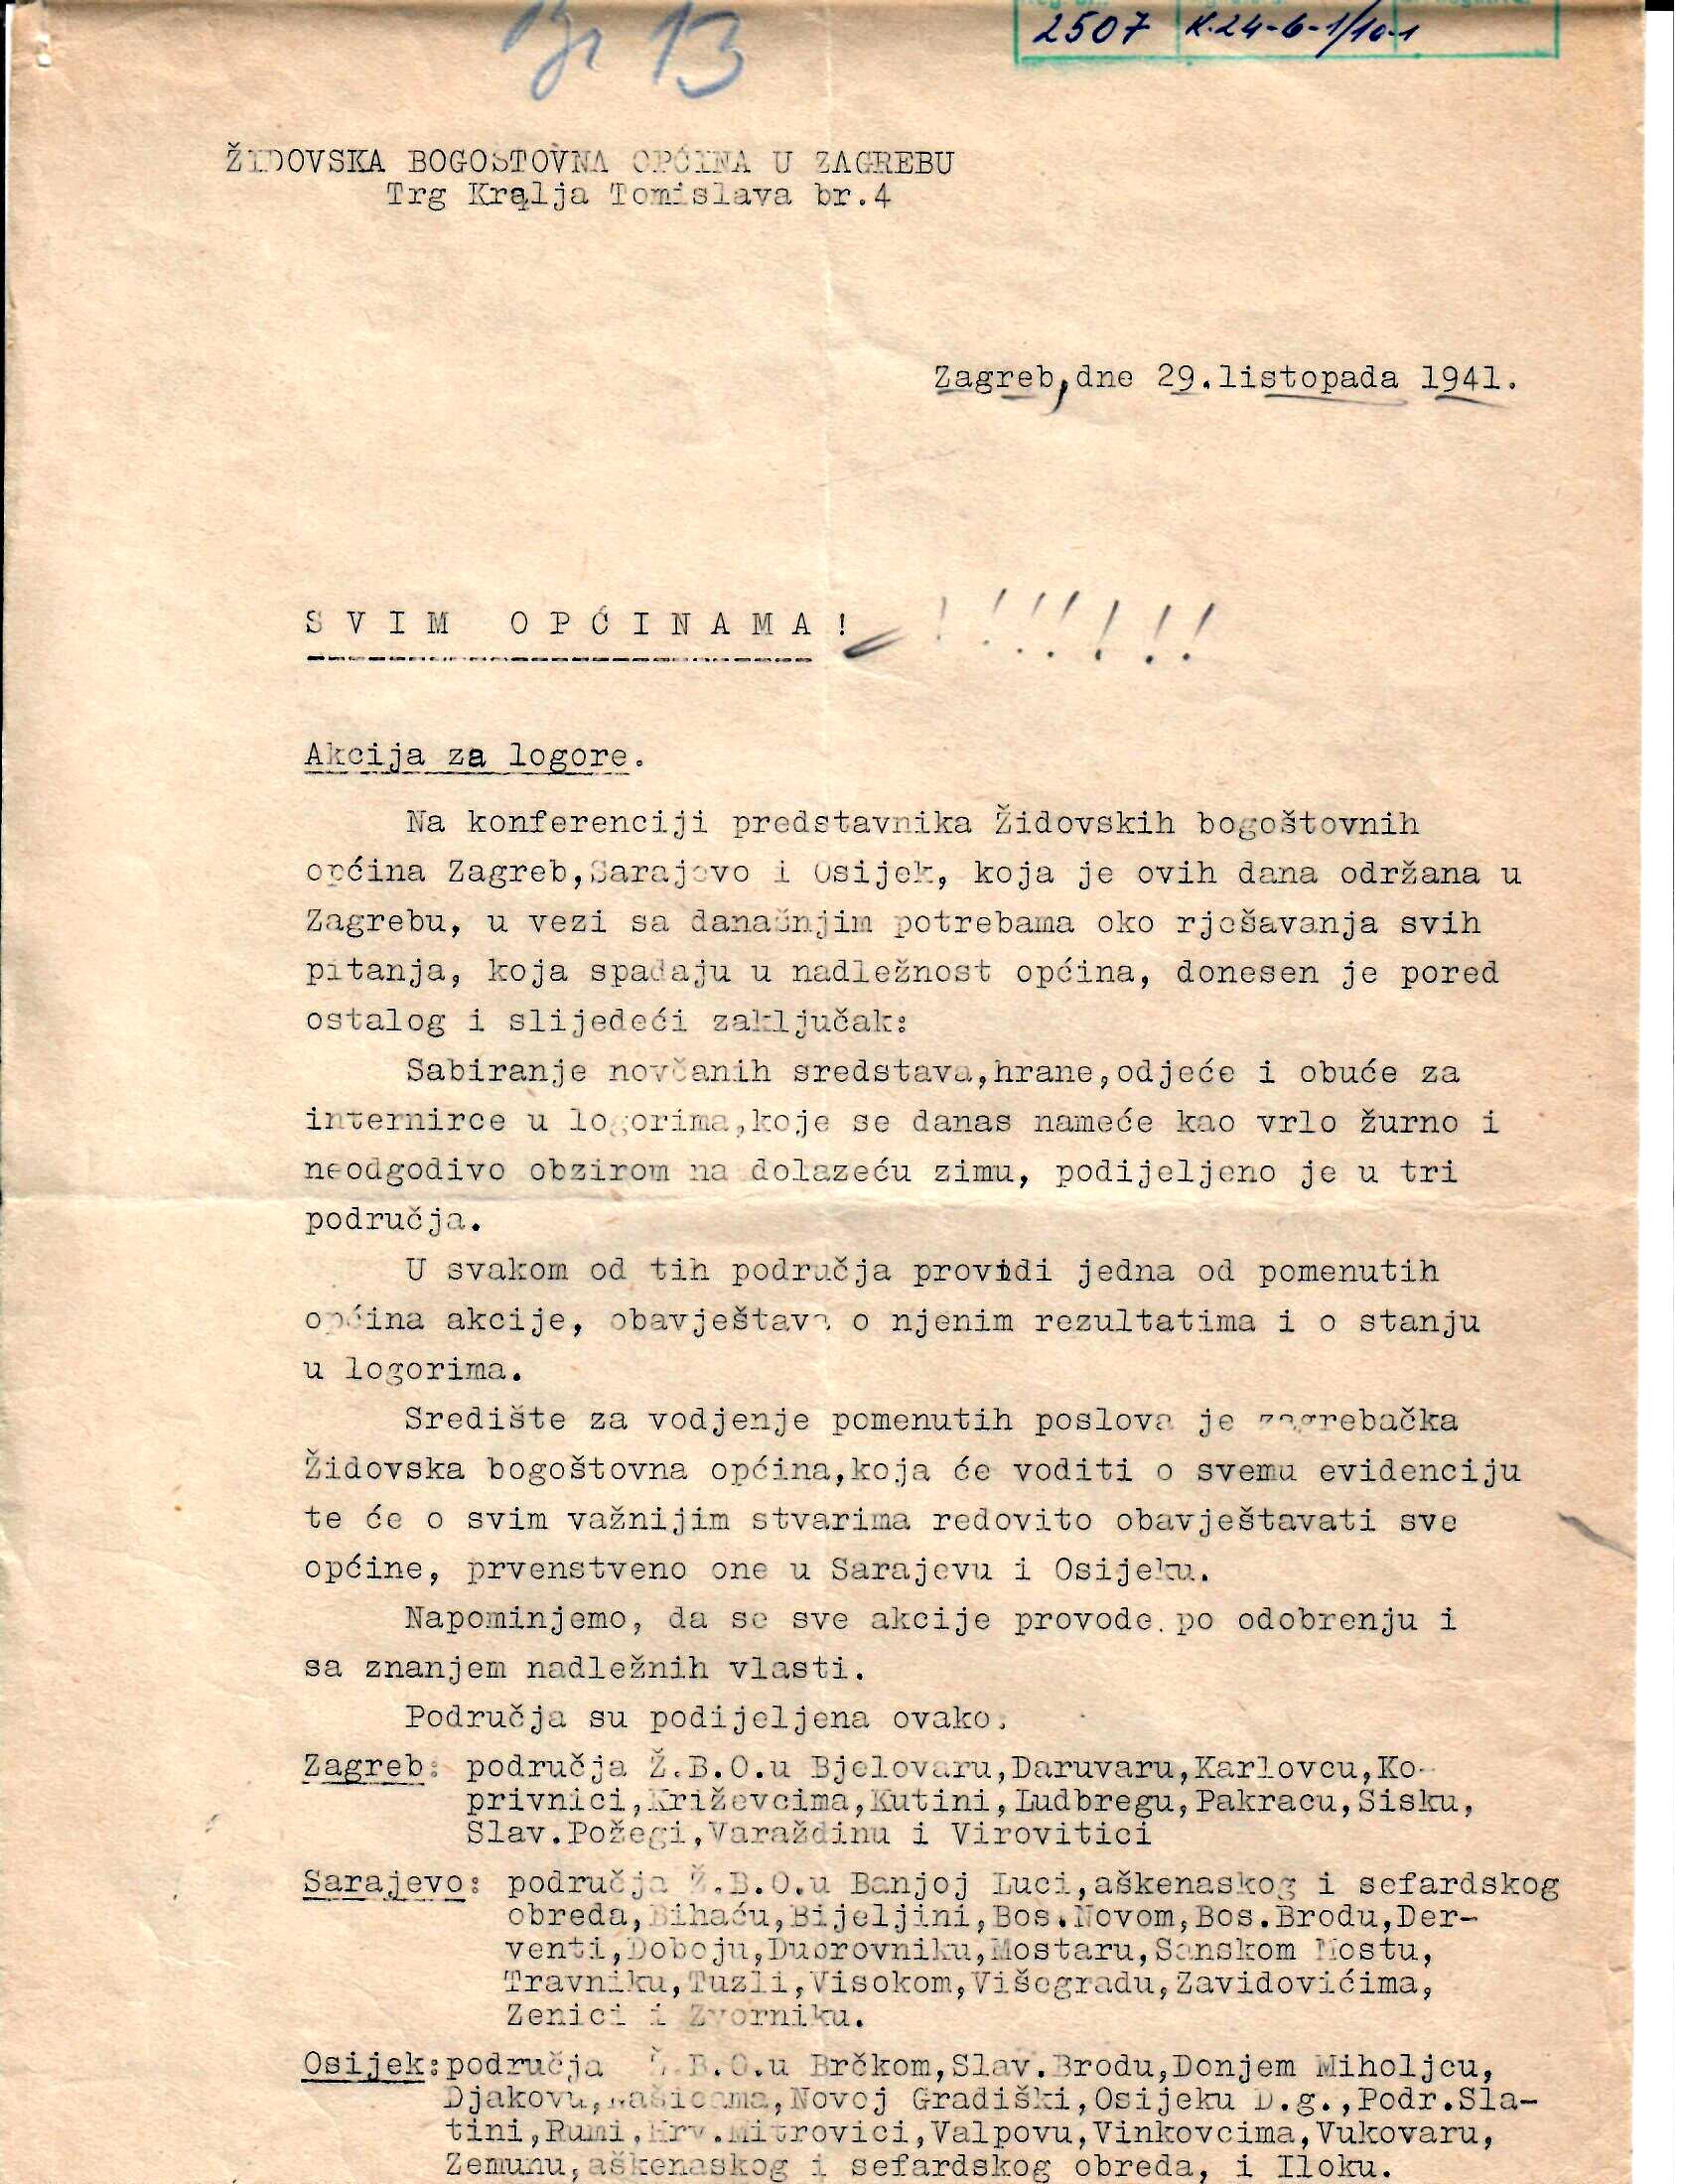 Br 13
2507 K.24-6-1/10-1
ŽIDOVSKA BOGOŠTOVNA OPĆINA U ZAGREBU
Trg Kralja Tomislava br.4
Zagreb,dne 29.listopada 1941.
S V I M  O P Ć I N A M A !  ! ! ! ! ! ! !
Akcija za logore.
Na konferenciji predstavnika Židovskih bogoštovnih
općina Zagreb,Sarajevo i Osijek, koja je ovih dana održana u
Zagrebu, u vezi sa današnjim potrebama oko rješavanja svih
pitanja, koja spadaju u nadležnost općina, donesen je pored
ostalog i slijedeći zaključak:
Sabiranje novčanih sredstava,hrane,odjeće i obuće za
internirce u logorima,koje se danas nameće kao vrlo žurno i
neodgodivo obzirom na dolazeću zimu, podijeljeno je u tri
područja.
U svakom od tih područja providi jedna od pomenutih
općina akcije, obavještava o njenim rezultatima i o stanju
u logorima.
Središte za vodjenje pomenutih poslova je zagrebačka
Židovska bogoštovna općina,koja će voditi o svemu evidenciju
te će o svim važnijim stvarima redovito obavještavati sve
općine, prvenstveno one u Sarajevu i Osijeku.
Napominjemo, da se sve akcije provode po odobrenju i
sa znanjem nadležnih vlasti.
Područja su podijeljena ovako.
Zagreb: područja Ž.B.O.u Bjelovaru,Daruvaru,Karlovcu,Ko-
privnici,Križevcima,Kutini,Ludbregu,Pakracu,Sisku,
Slav.Požegi,Varaždinu i Virovitici
Sarajevo: područja Ž.B.O.u Banjoj Luci,aškenaskog i sefardskog
obreda,Bihaću,Bijeljini,Bos.Novom,Bos.Brodu,Der-
venti,Doboju,Dubrovniku,Mostaru,Sanskom Mostu,
Travniku,Tuzli,Visokom,Višegradu,Zavidovićima,
Zenici i Zvorniku.
Osijek:područja Ž.B.O.u Brčkom,Slav.Brodu,Donjem Miholjcu,
Djakovu,Našicama,Novoj Gradiški,Osijeku D.g.,Podr.Sla-
tini,Rumi,Hrv.Mitrovici,Valpovu,Vinkovcima,Vukovaru,
Zemunu,aškenaskog i sefardskog obreda, i Iloku.